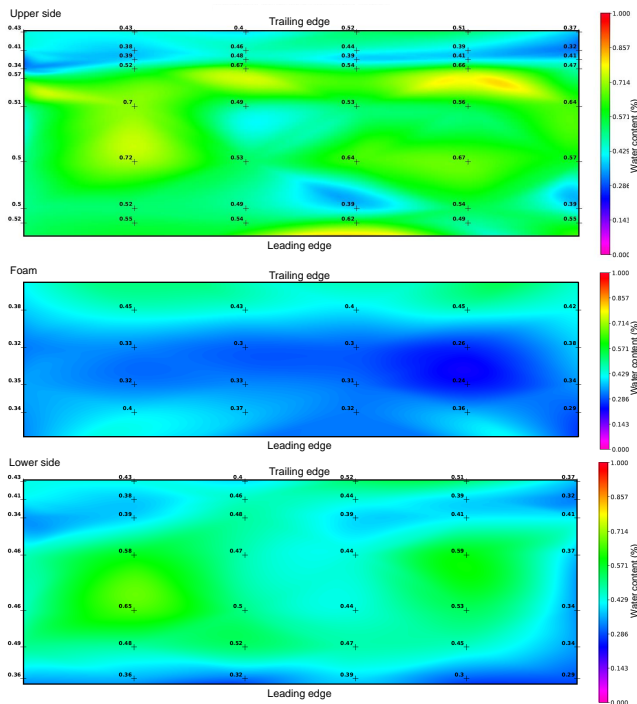 Upper side
Trailing edge
0.43 0.43 0.4 0.52 0.51 0.37
0.41 0.38 0.46 0.44 0.39 0.32
0.34 0.39 0.48 0.39 0.41 0.41
0.57 0.52 0.67 0.54 0.66 0.47
0.51 0.7 0.49 0.53 0.56 0.64
0.5 0.72 0.53 0.64 0.67 0.57
0.5 0.52 0.54 0.39 0.54 0.39
0.52 0.55 0.54 0.62 0.49 0.53
Leading edge
1.000
0.857
0.714
0.571
0.425
0.286
0.143
0.000
Water content (%)
Foam
Trailing edge
0.38 0.45 0.43 0.4 0.45 0.42
0.32 0.33 0.3 0.3 0.38
0.35 0.32 0.33 0.31 0.34
0.34 0.4 0.37 0.32 0.36 0.29
Leading edge
1.000
0.857
0.714
0.571
0.429
0.286
0.143
0.000
Water content (%)
Lower side
Trailing edge
0.43 0.43 0.4 0.52 0.51 0.37
0.41 0.38 0.46 0.44 0.39 0.32
0.34 0.39 0.48 0.39 0.41 0.41
0.46 0.58 0.47 0.44 0.59 0.37
0.46 0.65 0.5 0.44 0.53 0.34
0.49 0.48 0.52 0.47 0.45 0.34
0.36 0.36 0.32 0.39 0.3 0.29
Leading edge
1.000
0.857
0.714
0.571
0.429
0.286
0.143
0.000
Water content (%)